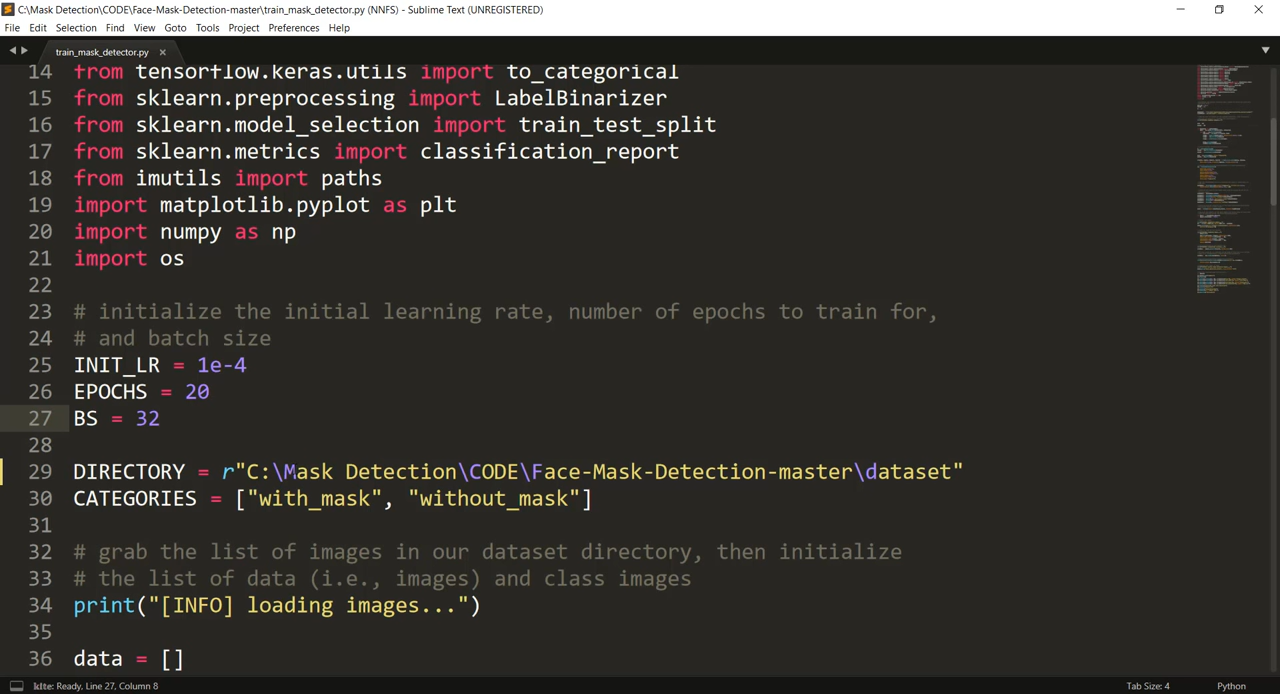 C:\Mask Detection\CODE\Face-Mask-Detection-master\train_mask_detector.py (NNFS) - Sublime Text (UNREGISTERED)
File Edit Selection Find View Goto Tools Project Preferences Help
train_mask_detector.py
14 from tensorflow.keras.utils import to_categorical
15 from sklearn.preprocessing import LabelBinarizer
16 from sklearn.model_selection import train_test_split
17 from sklearn.metrics import classification_report
18 from imutils import paths
19 import matplotlib.pyplot as plt
20 import numpy as np
21 import os
22
23 # initialize the initial learning rate, number of epochs to train for,
24 # and batch size
25 INIT_LR = 1e-4
26 EPOCHS = 20
27 BS = 32
28
29 DIRECTORY = r"C:\Mask Detection\CODE\Face-Mask-Detection-master\dataset"
30 CATEGORIES = ["with_mask", "without_mask"]
31
32 # grab the list of images in our dataset directory, then initialize
33 # the list of data (i.e., images) and class images
34 print("[INFO] loading images...")
35
36 data = []
Ready, Line 27, Column 8
Tab Size: 4
Python